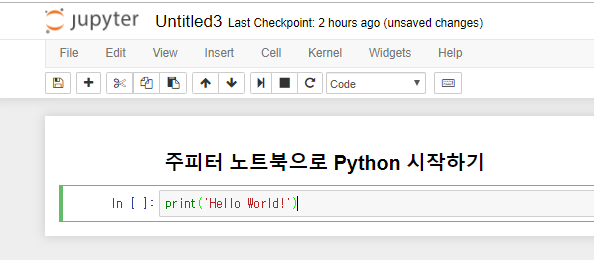 jupyter Untitled3 Last Checkpoint: 2 hours ago (unsaved changes)
File Edit View Insert Cell Kernel Widgets Help
Code
주피터 노트북으로 Python 시작하기
In [ ]: print('Hello World!')